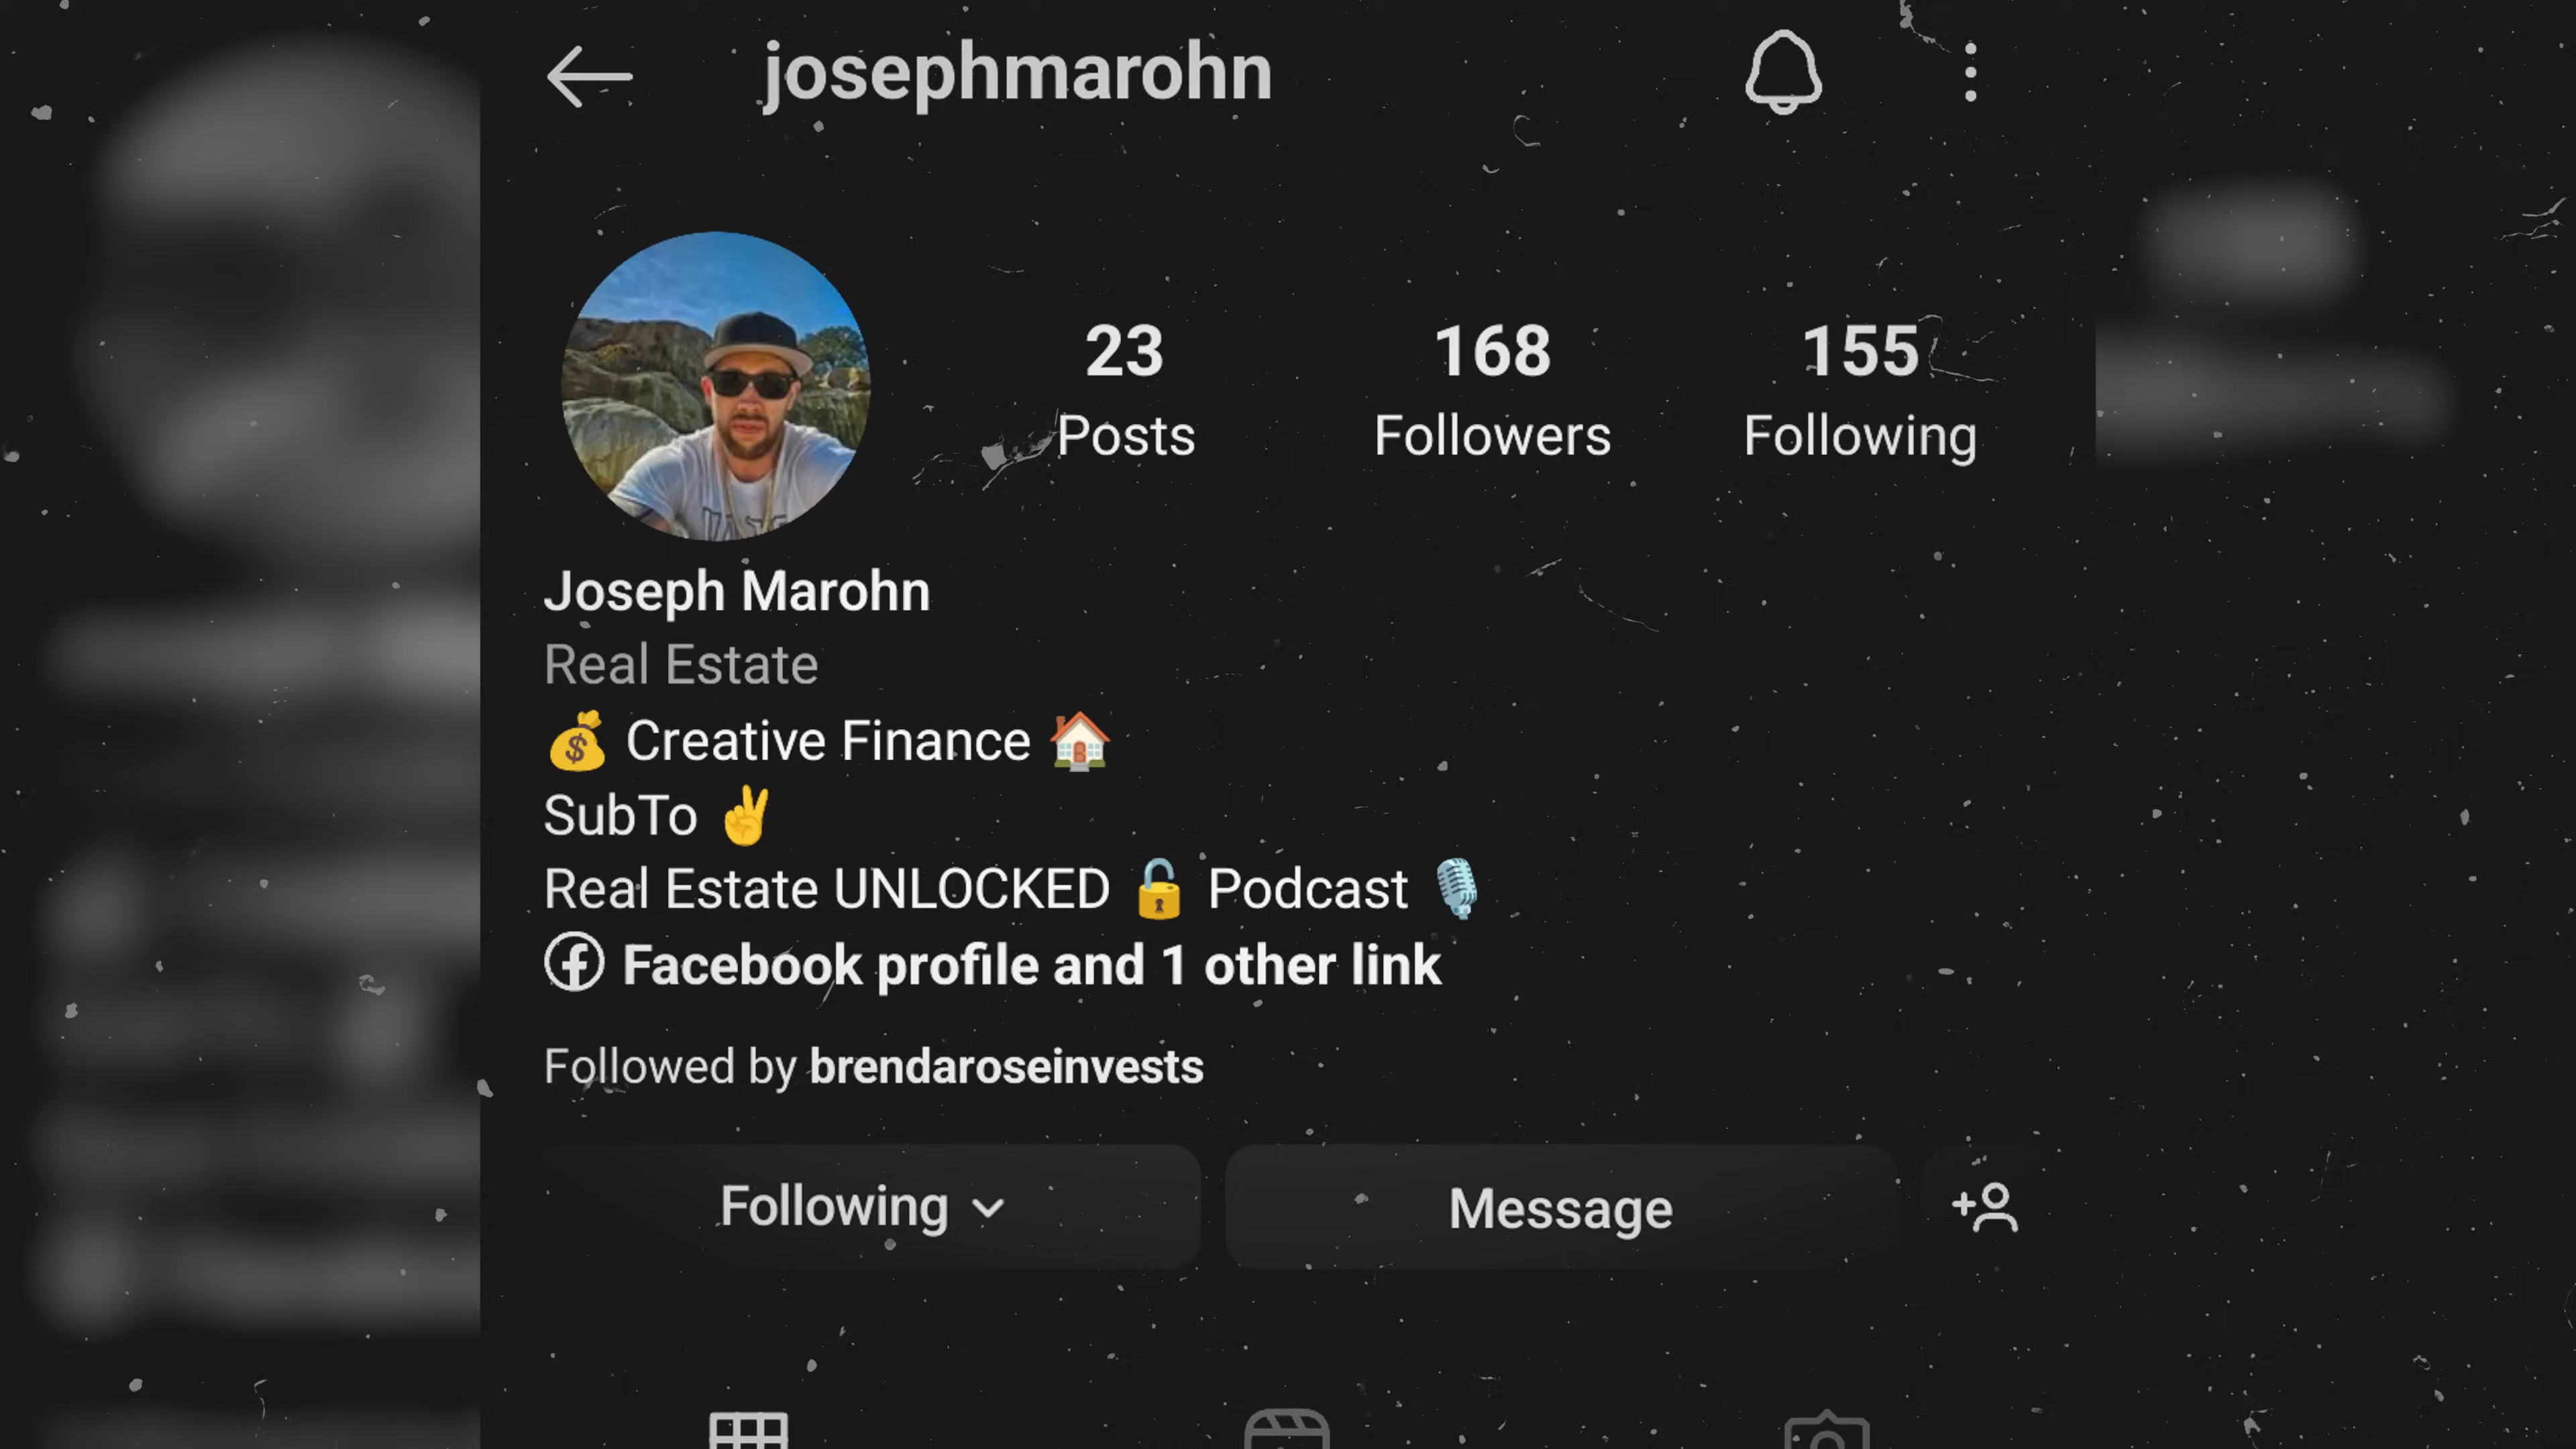 josephmarohn
23 168 155
Posts Followers Following
Joseph Marohn
Real Estate
💰 Creative Finance 🏠
SubTo ✌️
Real Estate UNLOCKED 🔓 Podcast 🎙️
Facebook profile and 1 other link
Followed by brendaroseinvests
Following Message